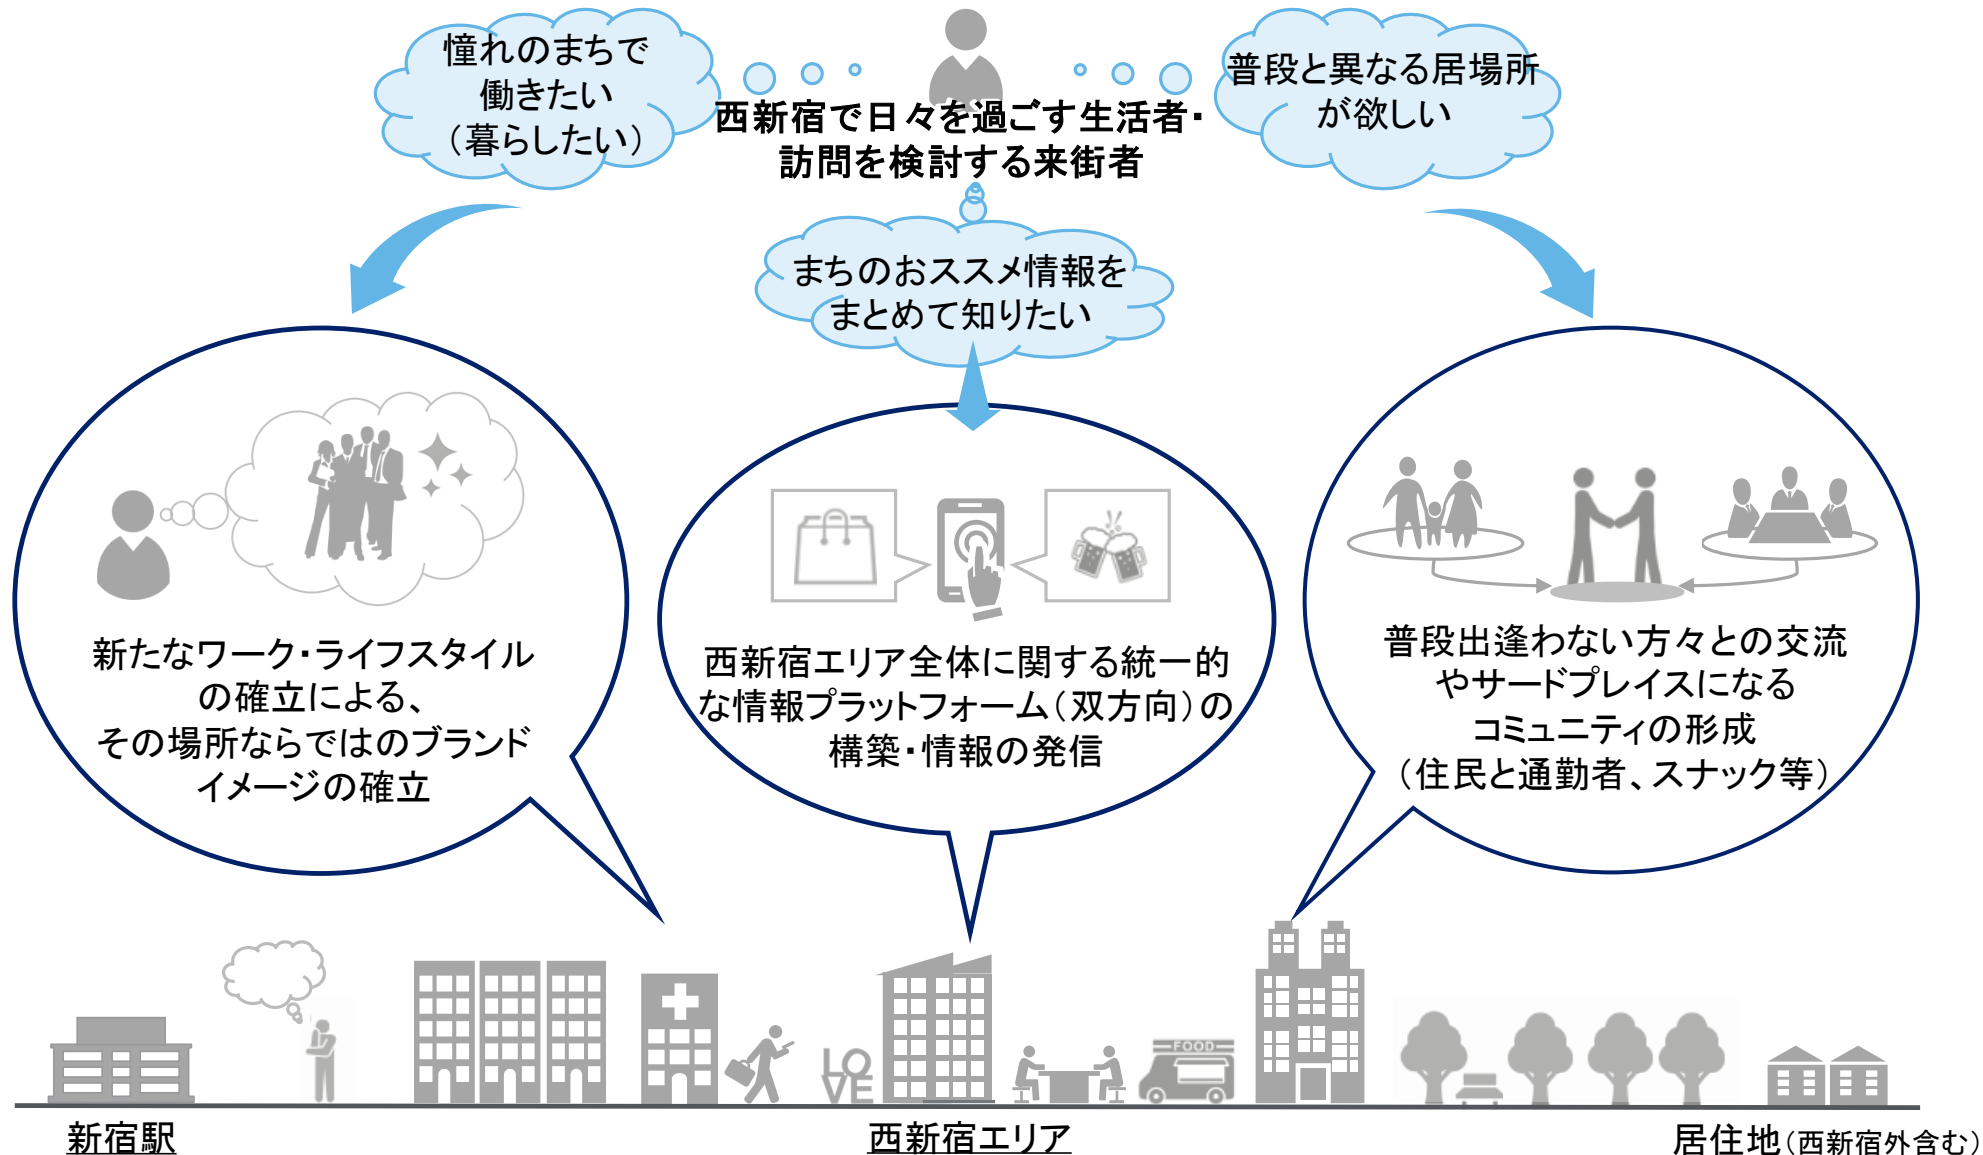 憧れのまちで
働きたい
（暮らしたい）
西新宿で日々を過ごす生活者・
訪問を検討する来街者
普段と異なる居場所
が欲しい
まちのおススメ情報を
まとめて知りたい
新たなワーク・ライフスタイル
の確立による、
その場所ならではのブランド
イメージの確立
西新宿エリア全体に関する統一的
な情報プラットフォーム（双方向）の
構築・情報の発信
普段出逢わない方々との交流
やサードプレイスになる
コミュニティの形成
（住民と通勤者、スナック等）
LO
VE
FOOD
新宿駅
西新宿エリア
居住地（西新宿外含む）